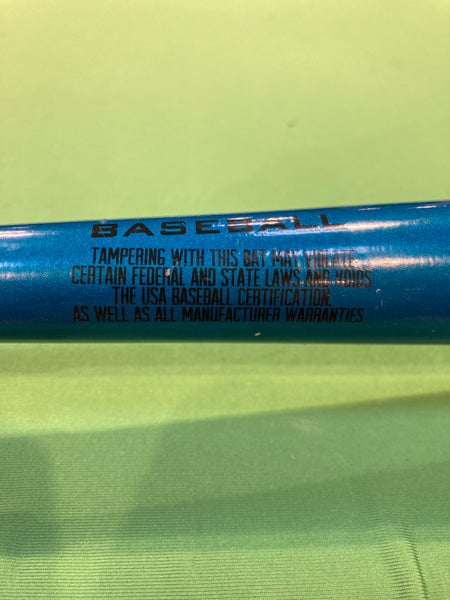 BASEBALL
TAMPERING WITH THIS BAT MAY VIOLATE
CERTAIN FEDERAL AND STATE LAWS AND VOIDS
THE USA BASEBALL CERTIFICATION
AS WELL AS ALL MANUFACTURER WARRANTIES